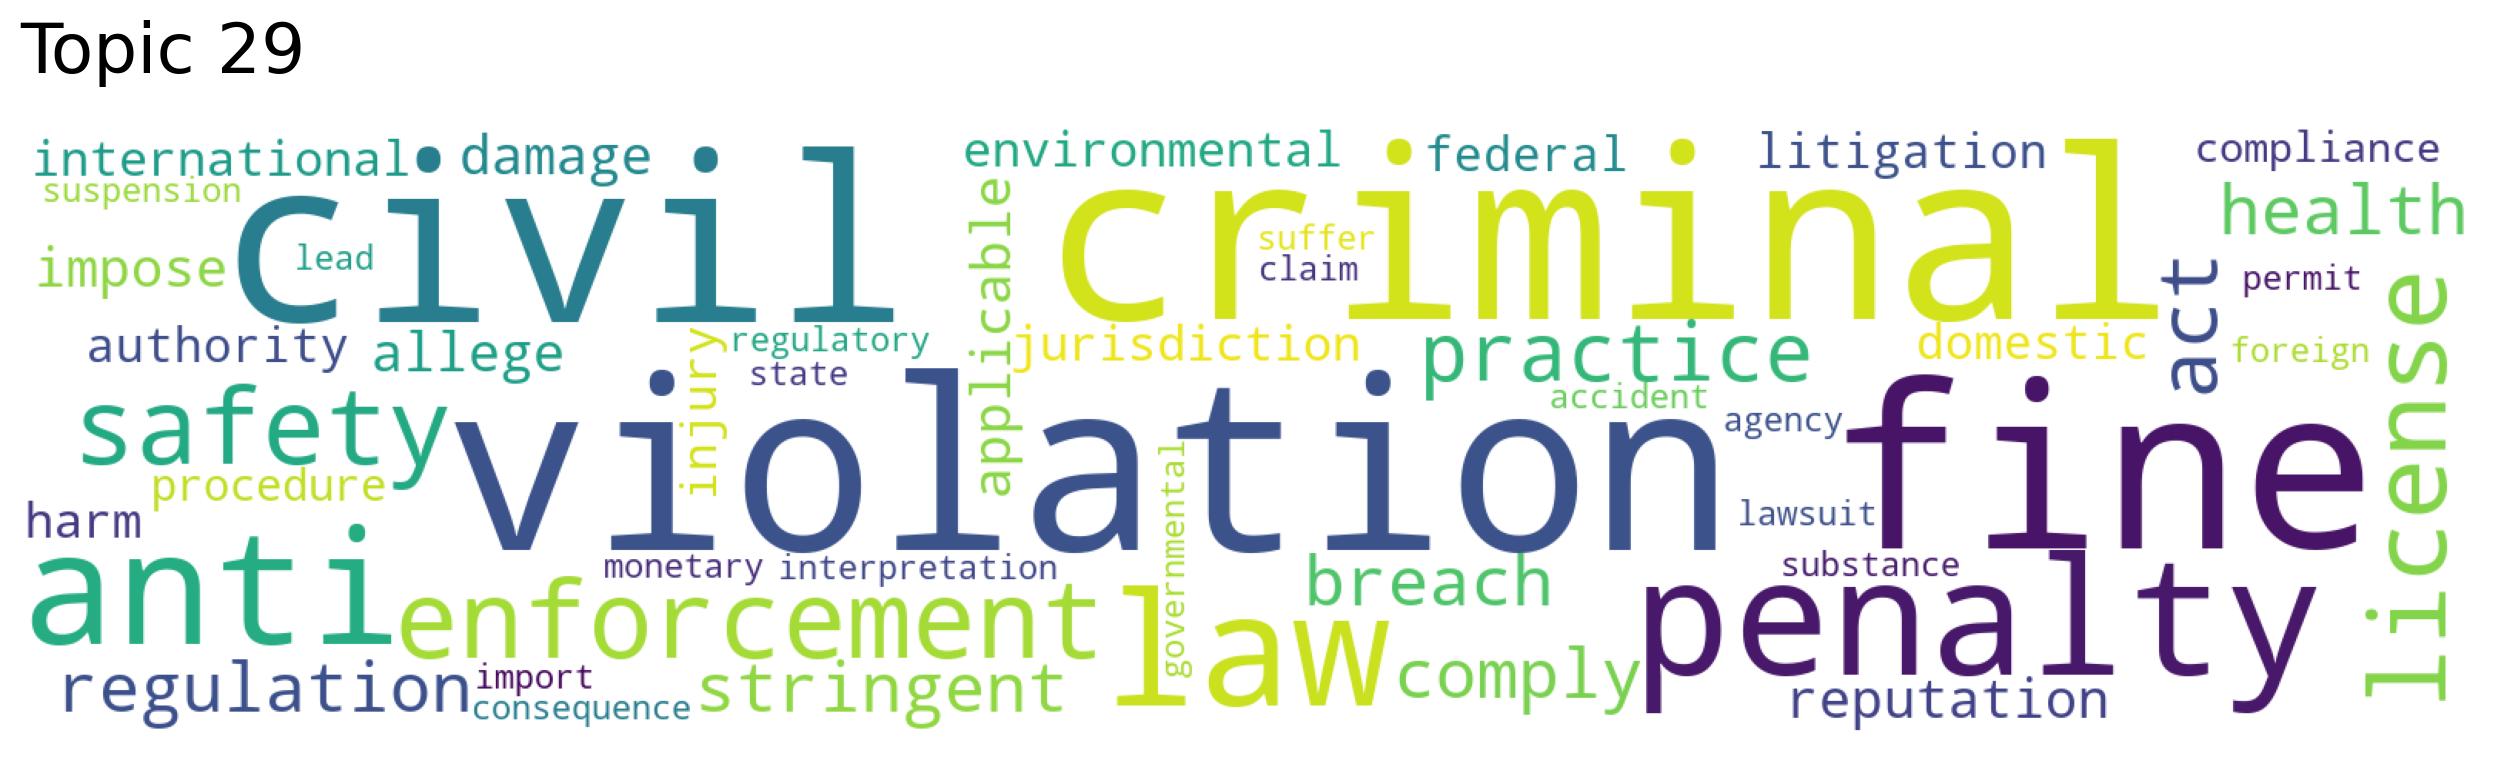 Topic 29
international damage environmental federal litigation compliance
suspension civil criminal health
impose lead applicable suffer
claim act permit
authority allege injury regulatory jurisdiction practice domestic foreign license
state accident
safety violation agency fine
procedure governmental
harm lawsuit
anti monetary interpretation breach substance
enforcement law penalty
regulation import stringent comply
consequence reputation